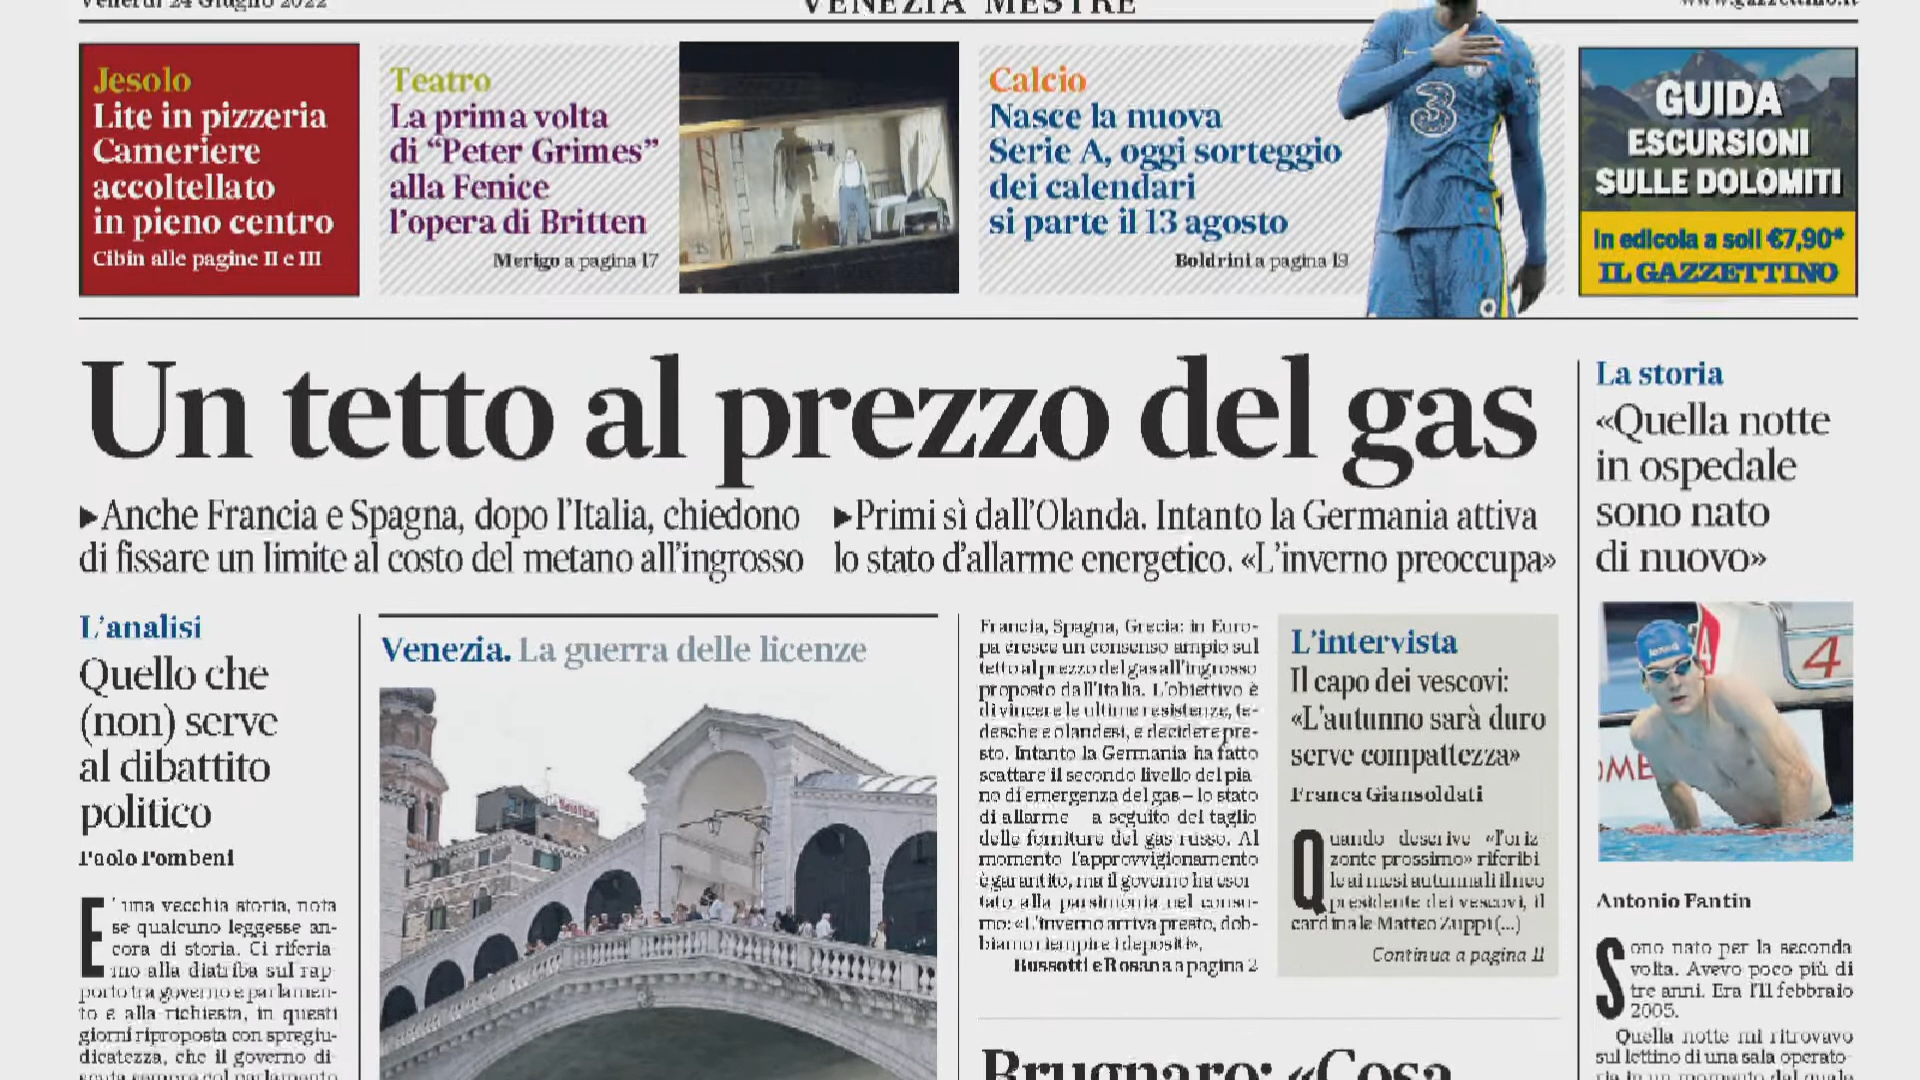 Venerdì 24 Giugno 2022
VENEZIA MESTRE
www.gazzettino.it
Jesolo
Lite in pizzeria
Cameriere
accoltellato
in pieno centro
Cibin alle pagine II e III
Teatro
La prima volta
di “Peter Grimes”
alla Fenice
l’opera di Britten
Merigo a pagina 17
Calcio
Nasce la nuova
Serie A, oggi sorteggio
dei calendari
si parte il 13 agosto
Boldrini a pagina 19
3
GUIDA
ESCURSIONI
SULLE DOLOMITI
In edicola a soli €7,90*
IL GAZZETTINO
Un tetto al prezzo del gas
▶Anche Francia e Spagna, dopo l’Italia, chiedono
di fissare un limite al costo del metano all’ingrosso
▶Primi sì dall’Olanda. Intanto la Germania attiva
lo stato d’allarme energetico. «L’inverno preoccupa»
L’analisi
Quello che
(non) serve
al dibattito
politico
Paolo Pombeni
E’ una vecchia storia, nota
se qualcuno leggesse an-
cora di storia. Ci riferia-
mo alla diatriba sul rap-
porto tra governo e parlamen-
to e alla richiesta, in questi
giorni riproposta con spregiu-
dicatezza, che il governo di-
scuta sempre col parlamento
Venezia. La guerra delle licenze
Francia, Spagna, Grecia: in Euro-
pa cresce un consenso ampio sul
tetto al prezzo del gas all’ingrosso
proposto dall’Italia. L’obiettivo è
di vincere le ultime resistenze, te-
desche e olandesi, e decidere pre-
sto. Intanto la Germania ha fatto
scattare il secondo livello del pia-
no di emergenza del gas – lo stato
di allarme – a seguito del taglio
delle forniture del gas russo. Al
momento l’approvvigionamento
è garantito, ma il governo ha esor-
tato alla parsimonia nel consu-
mo: «L’inverno arriva presto, dob-
biamo riempire i depositi».
Bussotti e Rosana a pagina 2
L’intervista
Il capo dei vescovi:
«L’autunno sarà duro
serve compattezza»
Franca Giansoldati
Quando descrive «l’oriz-
zonte prossimo» riferibi-
le ai mesi autunnali il neo
presidente dei vescovi, il
cardinale Matteo Zuppi (...)
Continua a pagina 11
Brugnaro: «Cosa
La storia
«Quella notte
in ospedale
sono nato
di nuovo»
4
OME
Antonio Fantin
Sono nato per la seconda
volta. Avevo poco più di
tre anni. Era l’11 febbraio
2005.
Quella notte mi ritrovavo
sul lettino di una sala operato-
ria in un momento dal quale